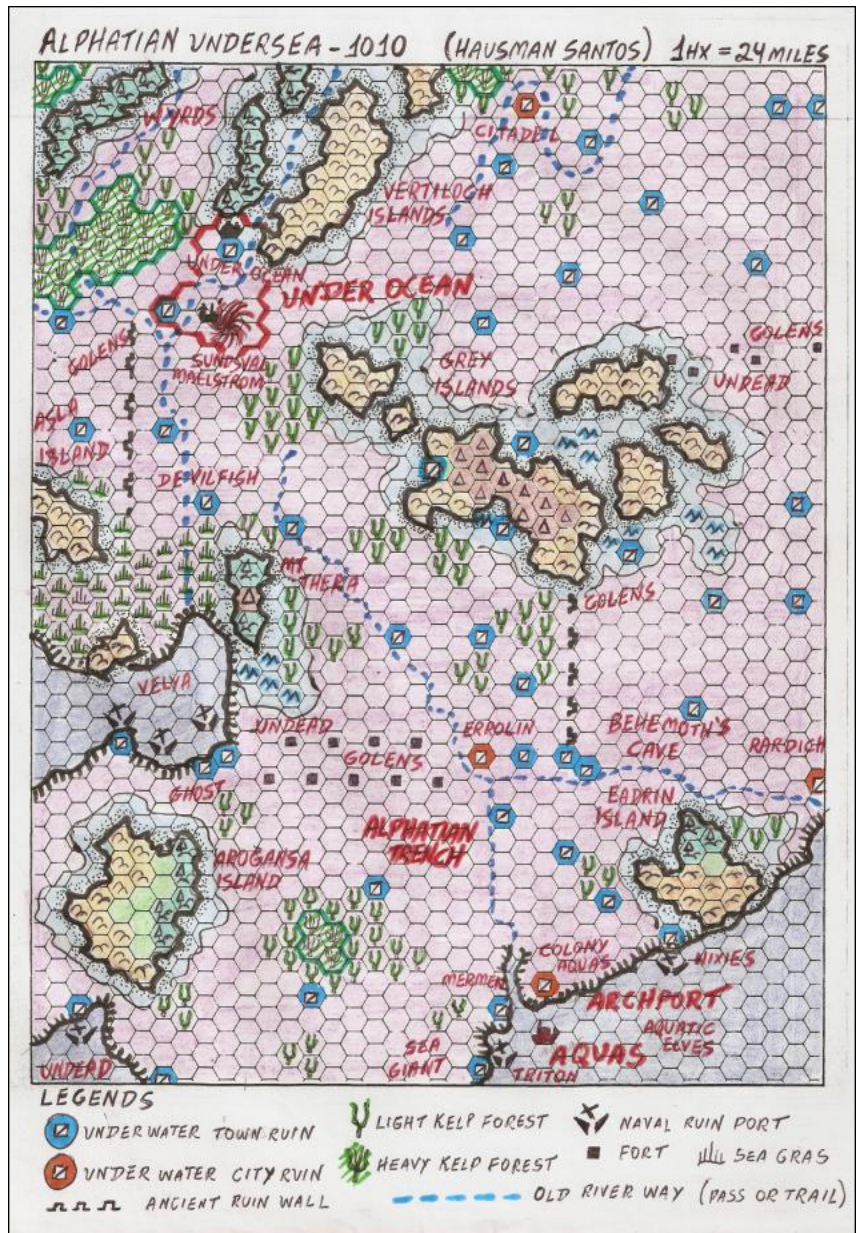 ALPHATIAN UNDERSEA - 1010 (HAUSMAN SANTOS) 1HX = 24 MILES
WYRDS
CITADELL
VERTILOCH
ISLANDS
UNDER OCEAN
UNDER OCEAN
GOLENS
SUNDSVAL
MAELSTROM
GREY
ISLANDS
GOLENS
UNDEAD
ASLA
ISLAND
DEVILFISH
MT
THERA
GOLENS
VELYA
UNDEAD
GOLENS
ERROLIN
BEHEMOTH'S
CAVE
RARDICH
GHOST
EADRIN
ISLAND
ALPHATIAN
TRENCH
AROGANSA
ISLAND
COLONY
AQUAS
NIXIES
MERMEN
ARCHPORT
AQUATIC
ELVES
SEA
GIANT
AQUAS
TRITON
UNDEAD
LEGENDS
UNDER WATER TOWN RUIN
LIGHT KELP FOREST
NAVAL RUIN PORT
UNDER WATER CITY RUIN
HEAVY KELP FOREST
FORT
SEA GRAS
ANCIENT RUIN WALL
OLD RIVER WAY (PASS OR TRAIL)